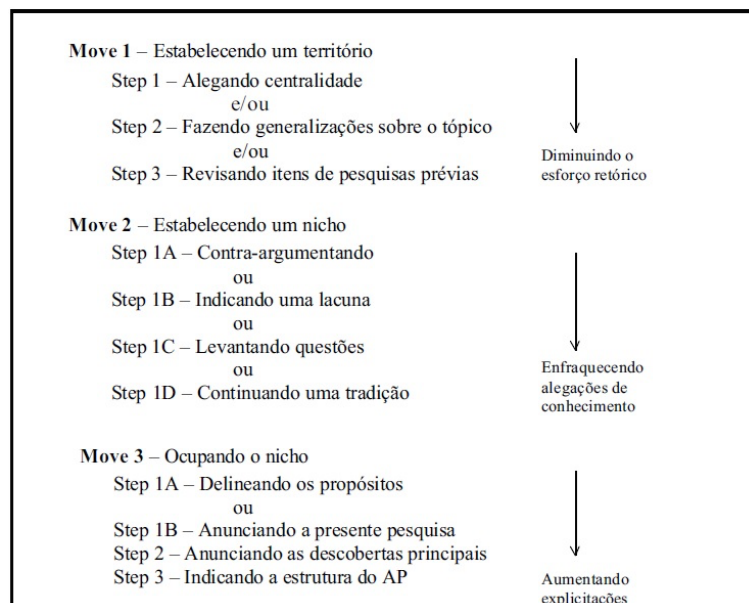 Move 1 – Estabelecendo um território
Step 1 – Alegando centralidade
e/ou
Step 2 – Fazendo generalizações sobre o tópico
e/ou
Step 3 – Revisando itens de pesquisas prévias
Diminuindo o
esforço retórico
Move 2 – Estabelecendo um nicho
Step 1A – Contra-argumentando
ou
Step 1B – Indicando uma lacuna
ou
Step 1C – Levantando questões
ou
Step 1D – Continuando uma tradição
Enfraquecendo
alegações de
conhecimento
Move 3 – Ocupando o nicho
Step 1A – Delineando os propósitos
ou
Step 1B – Anunciando a presente pesquisa
Step 2 – Anunciando as descobertas principais
Step 3 – Indicando a estrutura do AP
Aumentando
explicitações